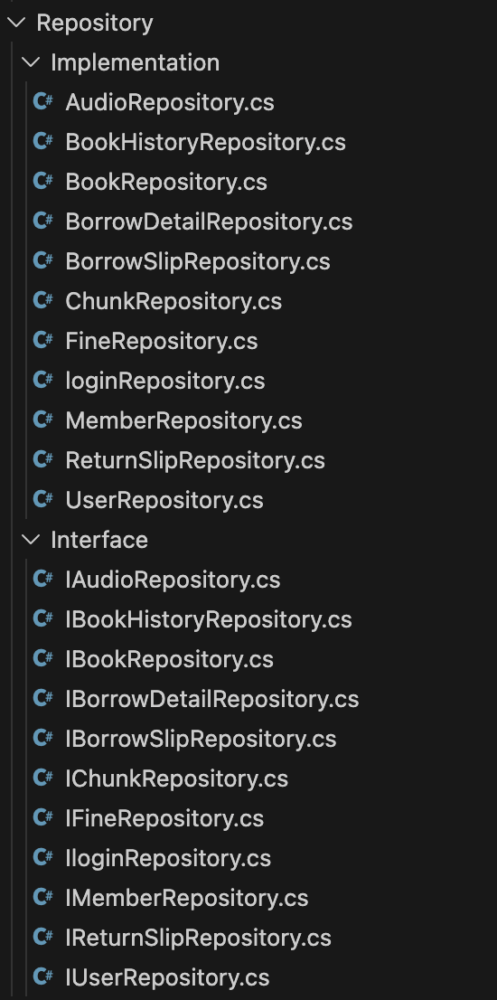 Repository
Implementation
C# AudioRepository.cs
C# BookHistoryRepository.cs
C# BookRepository.cs
C# BorrowDetailRepository.cs
C# BorrowSlipRepository.cs
C# ChunkRepository.cs
C# FineRepository.cs
C# loginRepository.cs
C# MemberRepository.cs
C# ReturnSlipRepository.cs
C# UserRepository.cs
Interface
C# IAudioRepository.cs
C# IBookHistoryRepository.cs
C# IBookRepository.cs
C# IBorrowDetailRepository.cs
C# IBorrowSlipRepository.cs
C# IChunkRepository.cs
C# IFineRepository.cs
C# IloginRepository.cs
C# IMemberRepository.cs
C# IReturnSlipRepository.cs
C# IUserRepository.cs